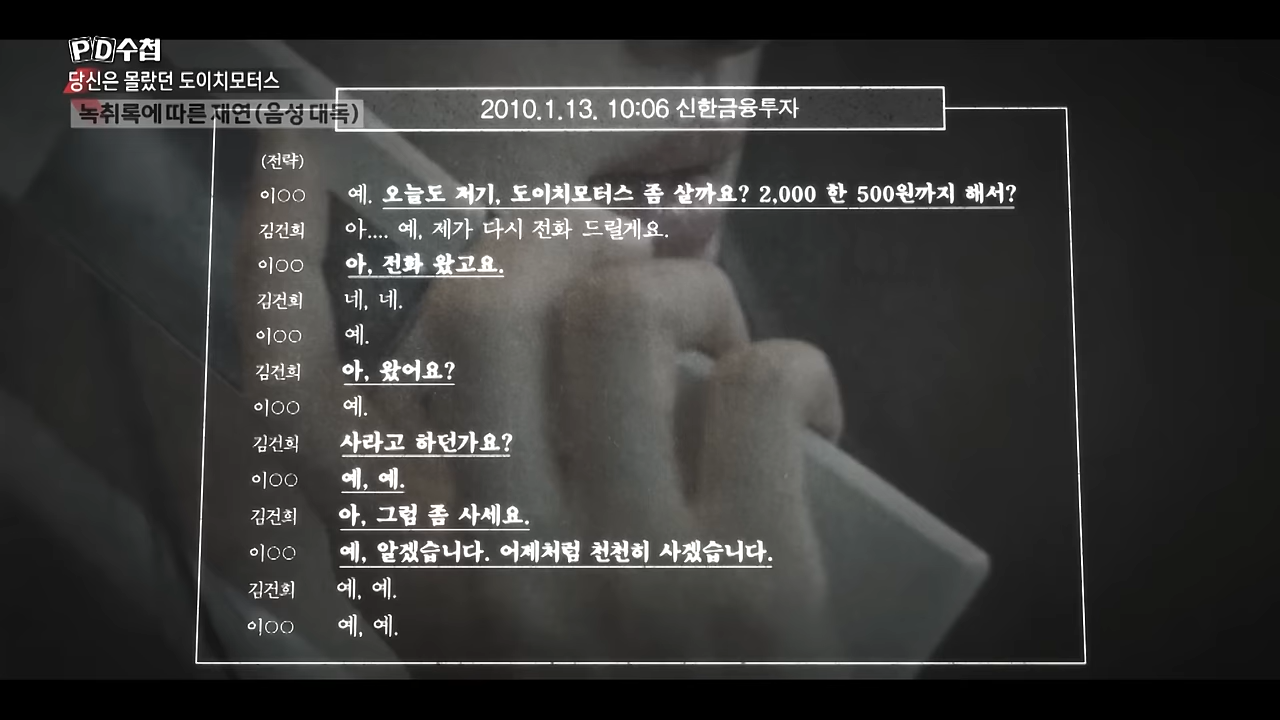 PD수첩
당신은 몰랐던 도이치모터스
녹취록에 따른 재연(음성 대독)
2010.1.13. 10:06 신한금융투자
(전략)
이○○ 예. 오늘도 저기, 도이치모터스 좀 살까요? 2,000 한 500원까지 해서?
김건희 아.... 예, 제가 다시 전화 드릴게요.
이○○ 아, 전화 왔고요.
김건희 네, 네.
이○○ 예.
김건희 아, 왔어요?
이○○ 예.
김건희 사라고 하던가요?
이○○ 예, 예.
김건희 아, 그럼 좀 사세요.
이○○ 예, 알겠습니다. 어제처럼 천천히 사겠습니다.
김건희 예, 예.
이○○ 예, 예.